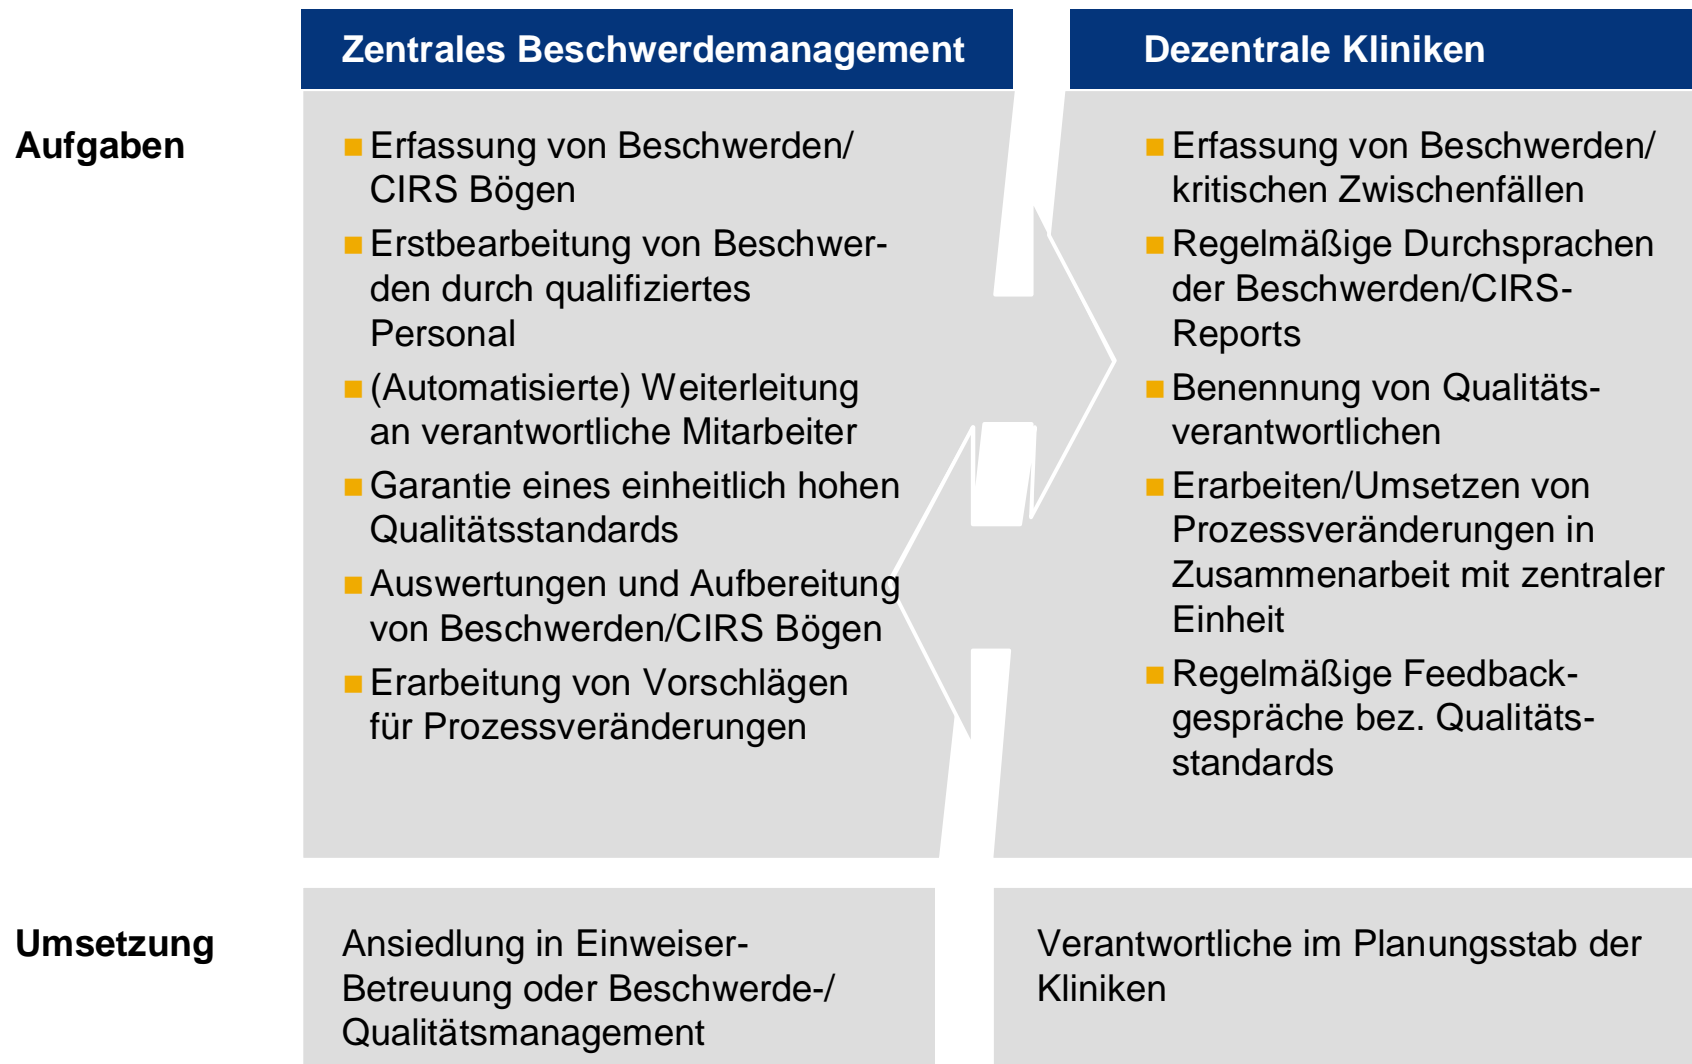 Zentrales Beschwerdemanagement
Dezentrale Kliniken
Aufgaben
Erfassung von Beschwerden/
CIRS Bögen
Erstbearbeitung von Beschwer-
den durch qualifiziertes
Personal
(Automatisierte) Weiterleitung
an verantwortliche Mitarbeiter
Garantie eines einheitlich hohen
Qualitätsstandards
Auswertungen und Aufbereitung
von Beschwerden/CIRS Bögen
Erarbeitung von Vorschlägen
für Prozessveränderungen
Erfassung von Beschwerden/
kritischen Zwischenfällen
Regelmäßige Durchsprachen
der Beschwerden/CIRS-
Reports
Benennung von Qualitäts-
verantwortlichen
Erarbeiten/Umsetzen von
Prozessveränderungen in
Zusammenarbeit mit zentraler
Einheit
Regelmäßige Feedback-
gespräche bez. Qualitäts-
standards
Umsetzung
Ansiedlung in Einweiser-
Betreuung oder Beschwerde-/
Qualitätsmanagement
Verantwortliche im Planungsstab der
Kliniken